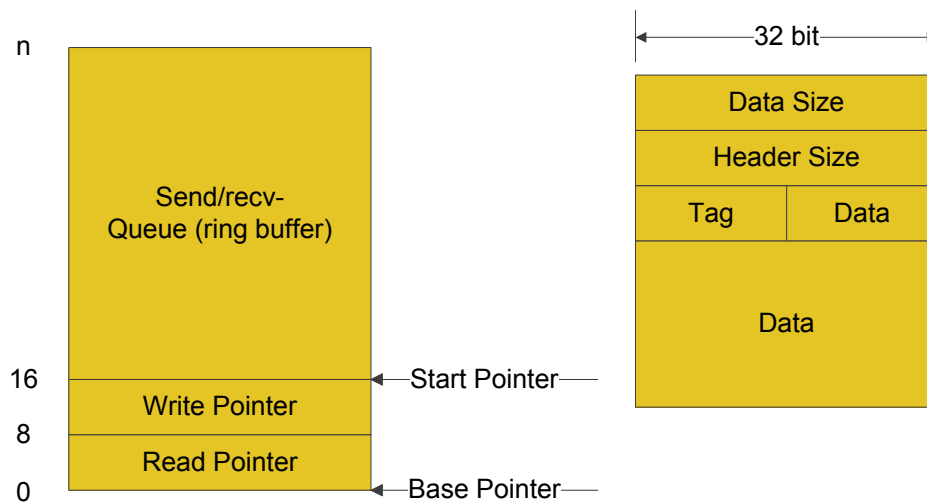 n
Send/recv-
Queue (ring buffer)
16
Start Pointer
Write Pointer
8
Read Pointer
0
Base Pointer
32 bit
Data Size
Header Size
Tag
Data
Data